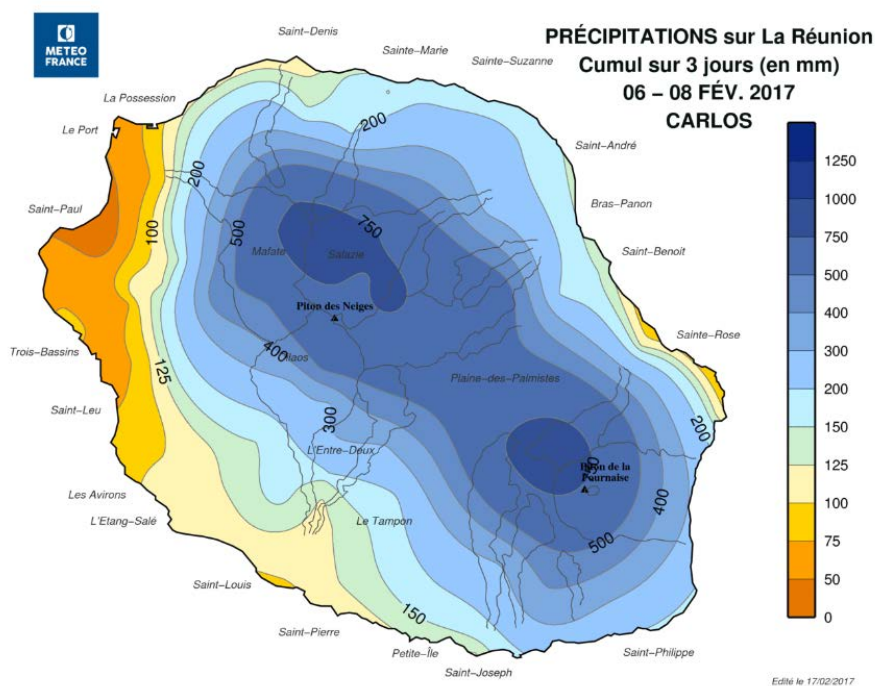 METEO
FRANCE
PRÉCIPITATIONS sur La Réunion
Cumul sur 3 jours (en mm)
06 – 08 FÉV. 2017
CARLOS
Saint–Denis
Sainte–Marie
Sainte–Suzanne
La Possession
Le Port
Saint–André
Saint–Paul
Bras–Panon
Saint–Benoit
Mafate
Salazie
Piton des Neiges
Sainte–Rose
Trois–Bassins
Plaine–des–Palmistes
Saint–Leu
L'Entre–Deux
Piton de la
Fournaise
Les Avirons
L'Etang–Salé
Le Tampon
Saint–Louis
Saint–Pierre
Petite–Île
Saint–Joseph
Saint–Philippe
200
200
100
500
750
400
125
300
200
400
500
150
1250
1000
750
500
400
300
200
150
125
100
75
50
0
Edité le 17/02/2017